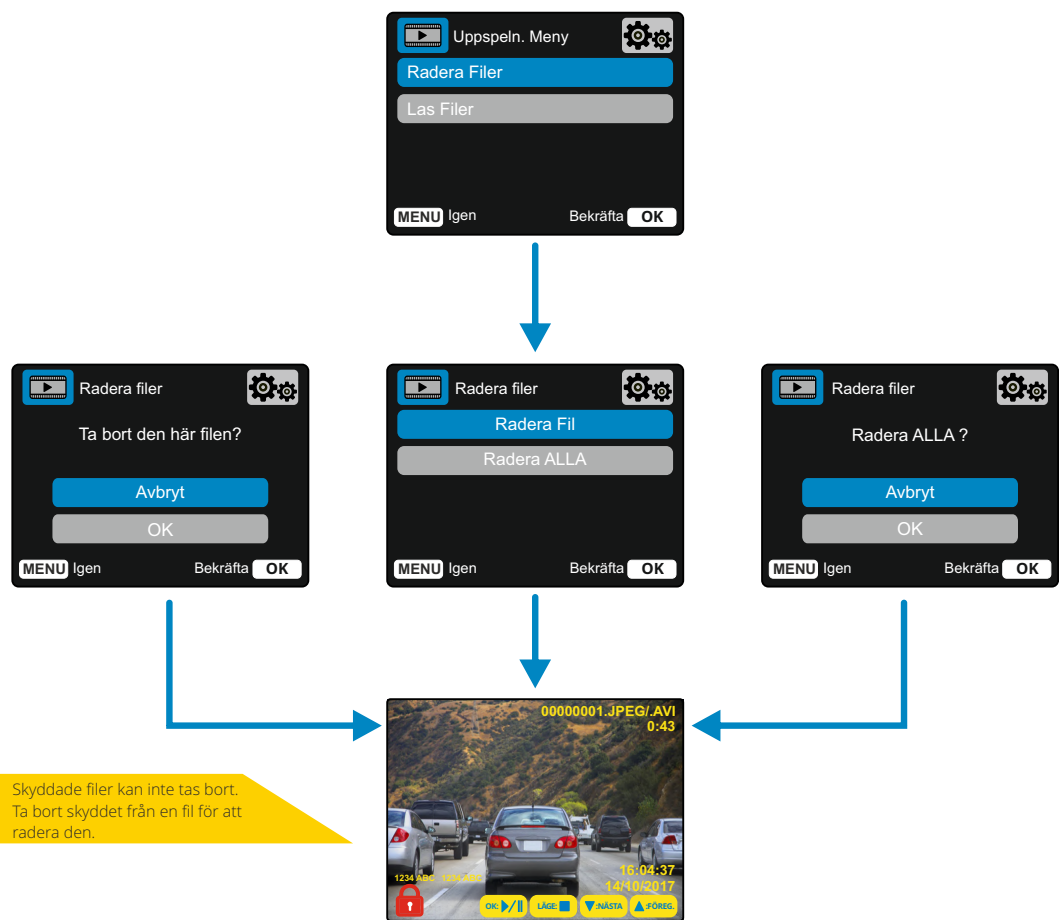 Uppspeln. Meny
Radera Filer
Las Filer
MENU Igen Bekräfta OK
Radera filer
Ta bort den här filen?
Avbryt
OK
MENU Igen Bekräfta OK
Radera filer
Radera Fil
Radera ALLA
MENU Igen Bekräfta OK
Radera filer
Radera ALLA ?
Avbryt
OK
MENU Igen Bekräfta OK
00000001.JPEG/.AVI
0:43
Skyddade filer kan inte tas bort.
Ta bort skyddet från en fil för att
radera den.
16:04:37
1234 ABC 1234 ABC
14/10/2017
OK: LÄGE: :NÄSTA :FÖREG.